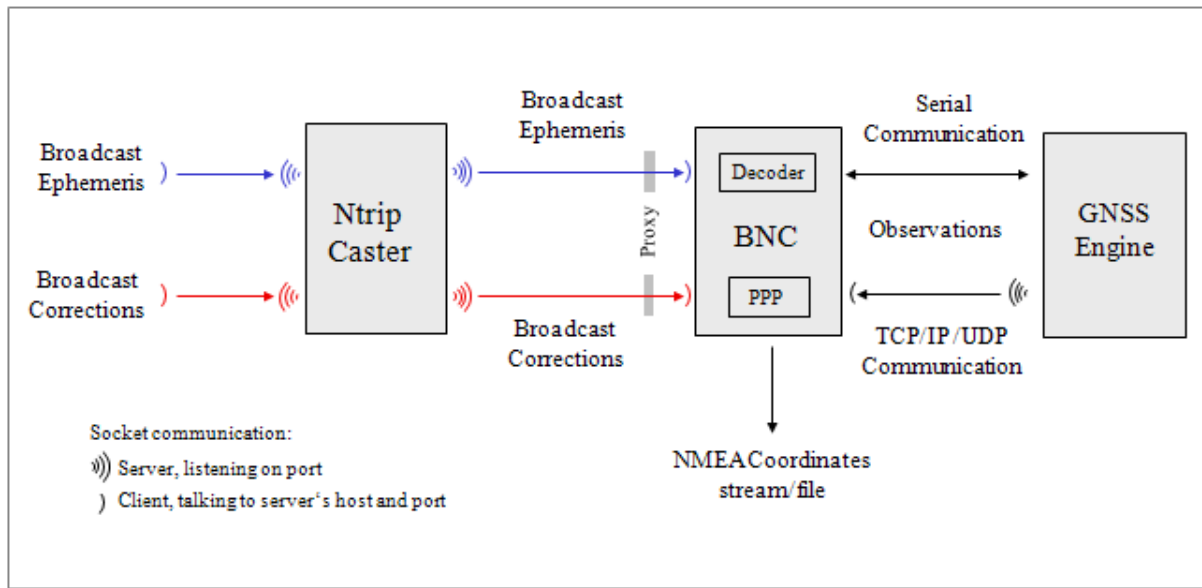 Broadcast
Ephemeris
Broadcast
Corrections
Ntrip
Caster
Broadcast
Ephemeris
Proxy
Broadcast
Corrections
Decoder
BNC
PPP
Serial
Communication
Observations
TCP/IP/UDP
Communication
GNSS
Engine
NMEA Coordinates
stream/file
Socket communication:
Server, listening on port
Client, talking to server‘s host and port